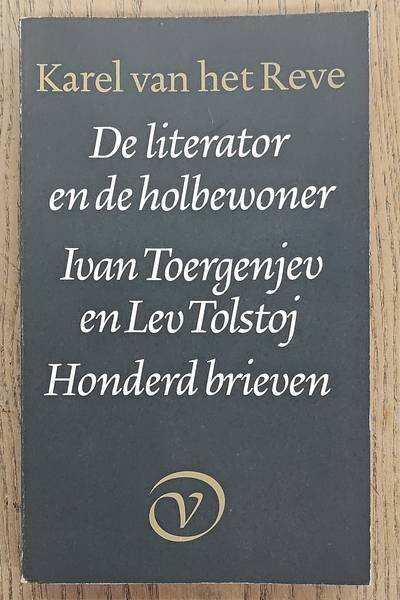 Karel van het Reve
De literator
en de holbewoner
Ivan Toergenjev
en Lev Tolstoj
Honderd brieven
V